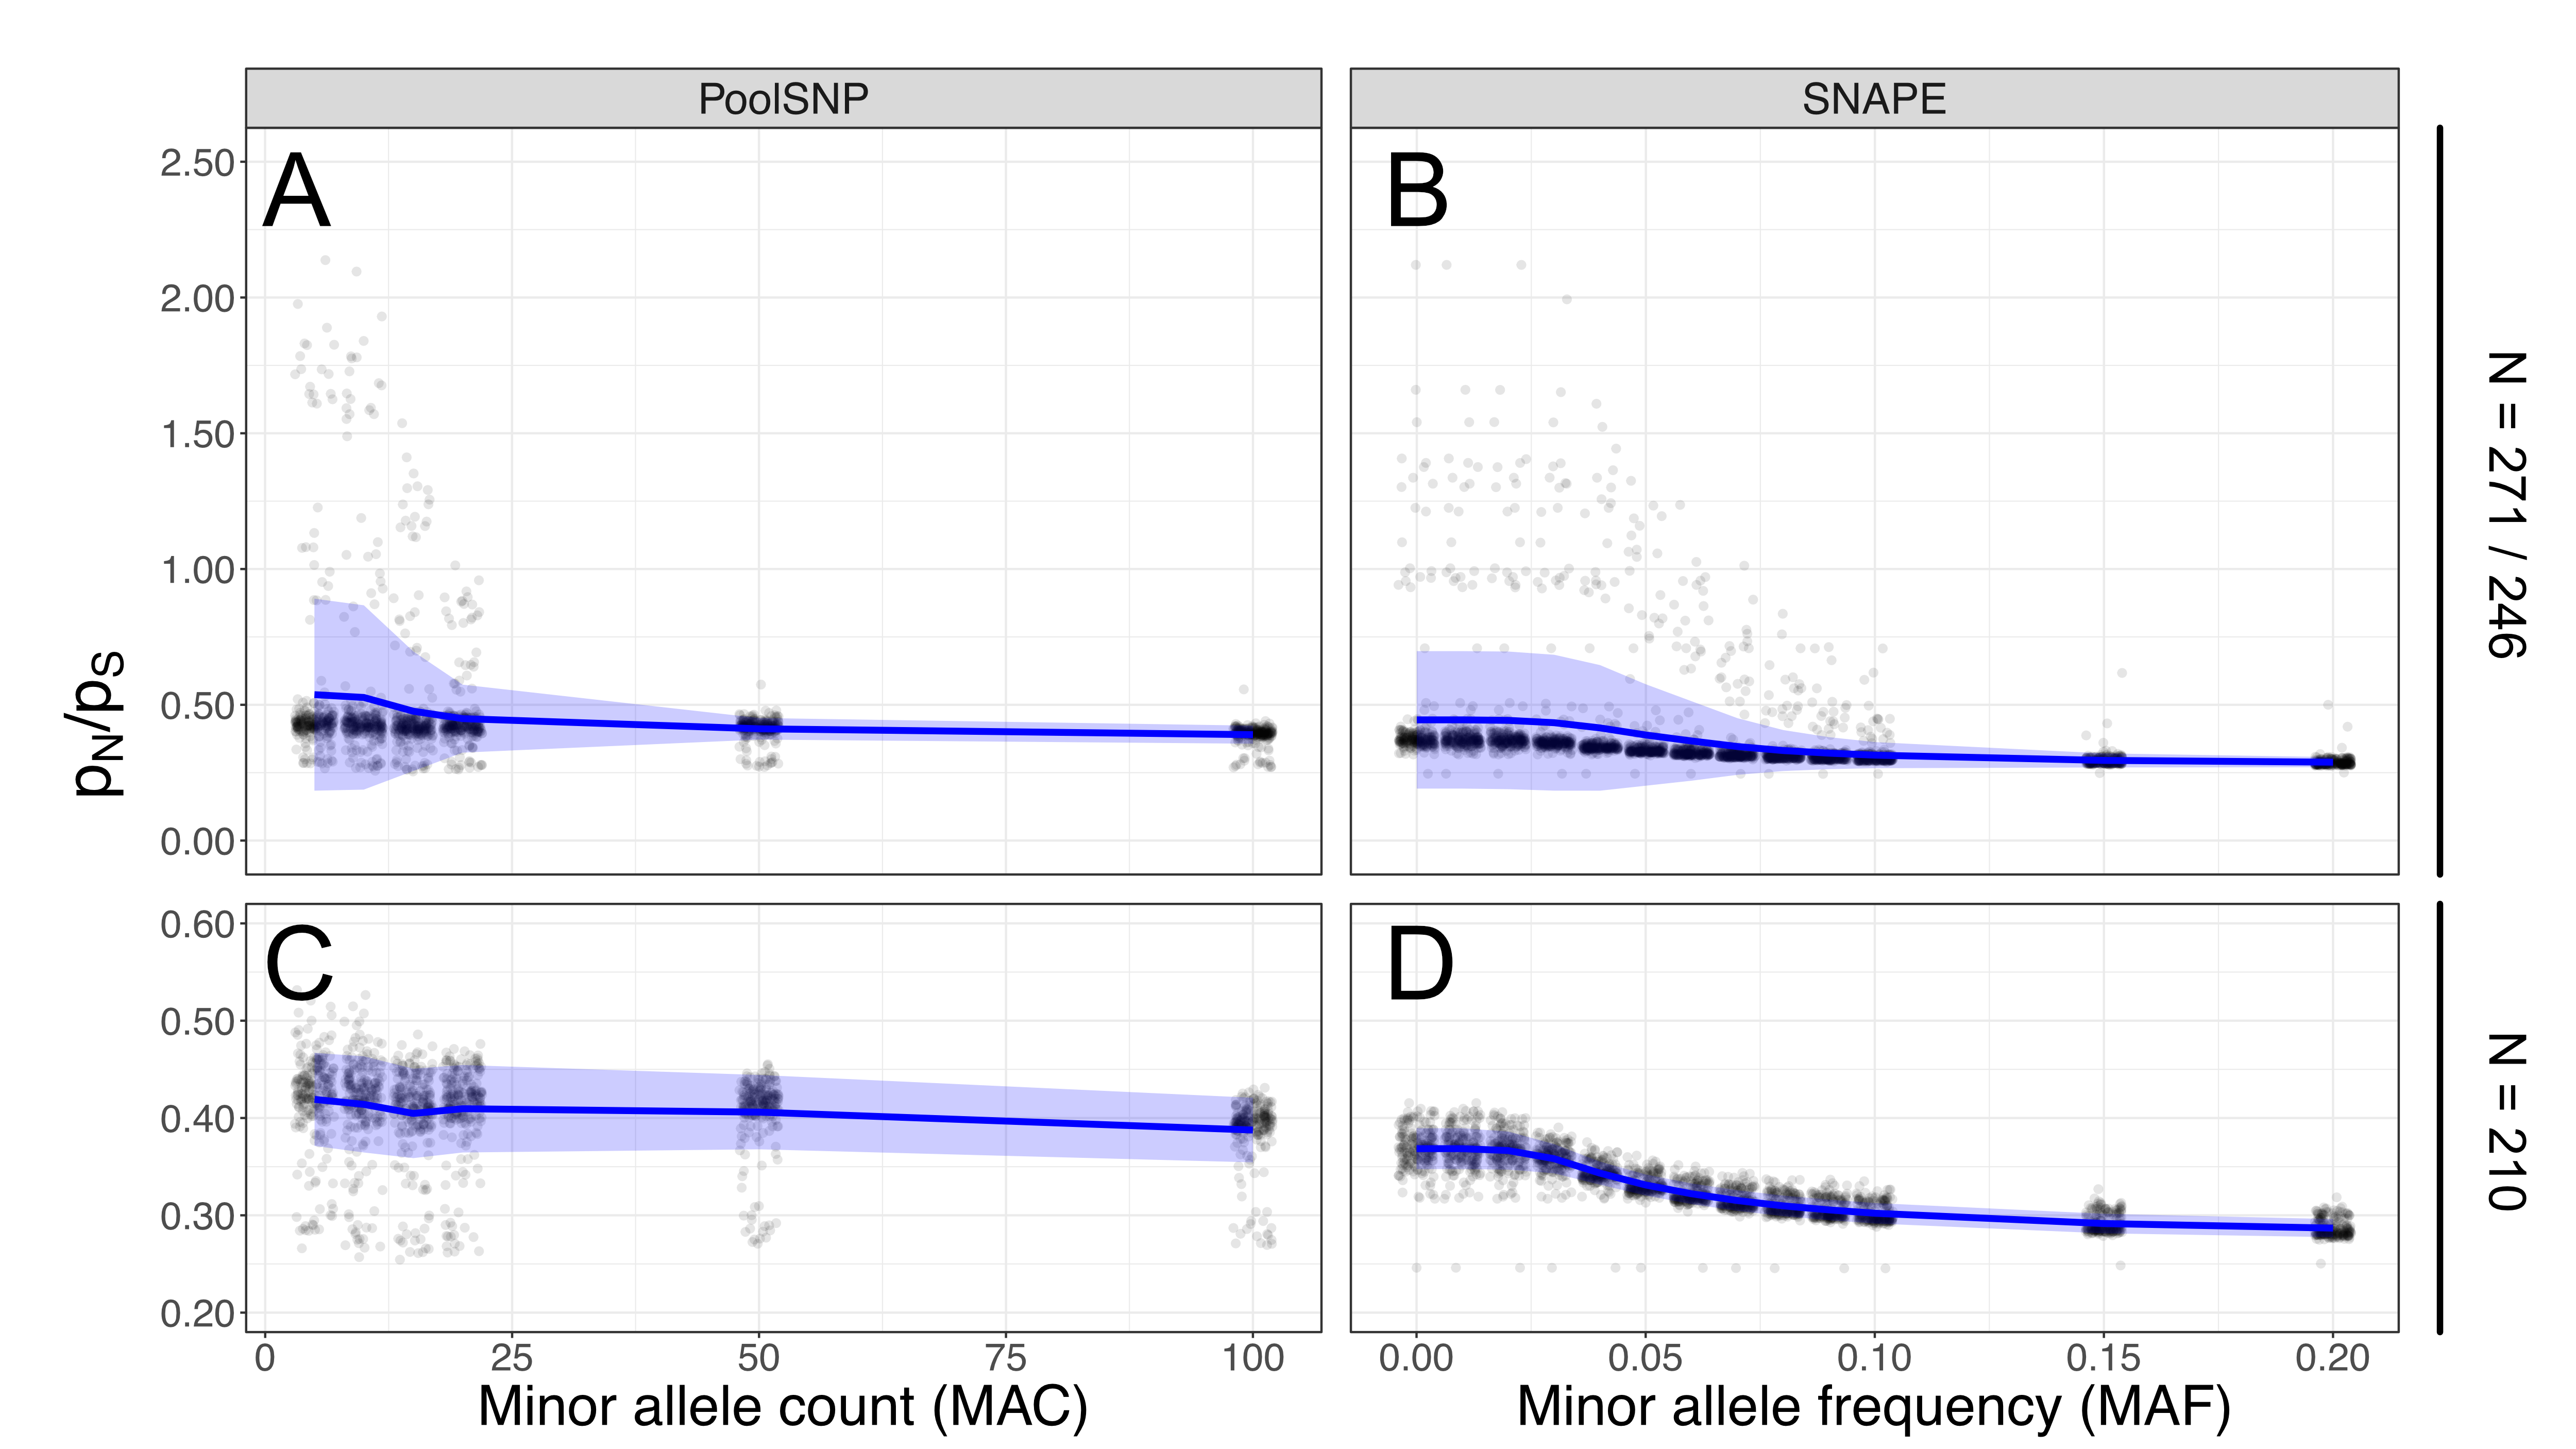 PoolSNP
SNAPE
A
B
2.50
2.00
1.50
1.00
0.50
0.00
N = 271 / 246
pN/pS
C
D
0.60
0.50
0.40
0.30
0.20
N = 210
0 25 50 75 100
0.00 0.05 0.10 0.15 0.20
Minor allele count (MAC)
Minor allele frequency (MAF)